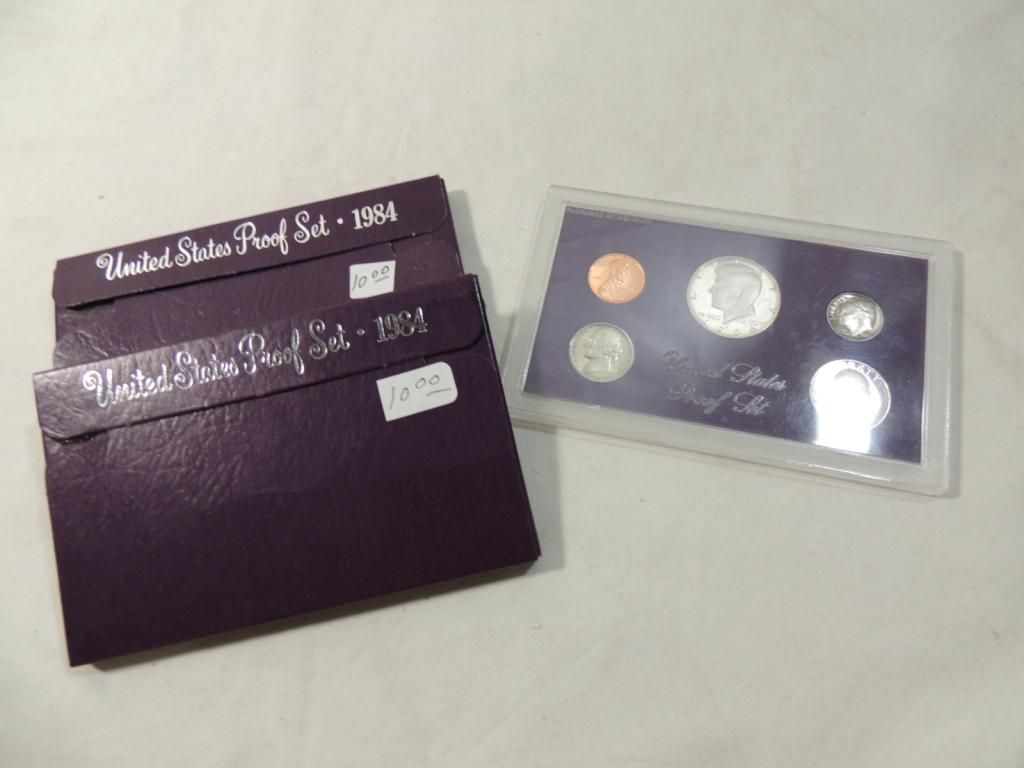 United States Proof Set · 1984
10 00
United States Proof Set · 1984
10 00
United States
Proof Set